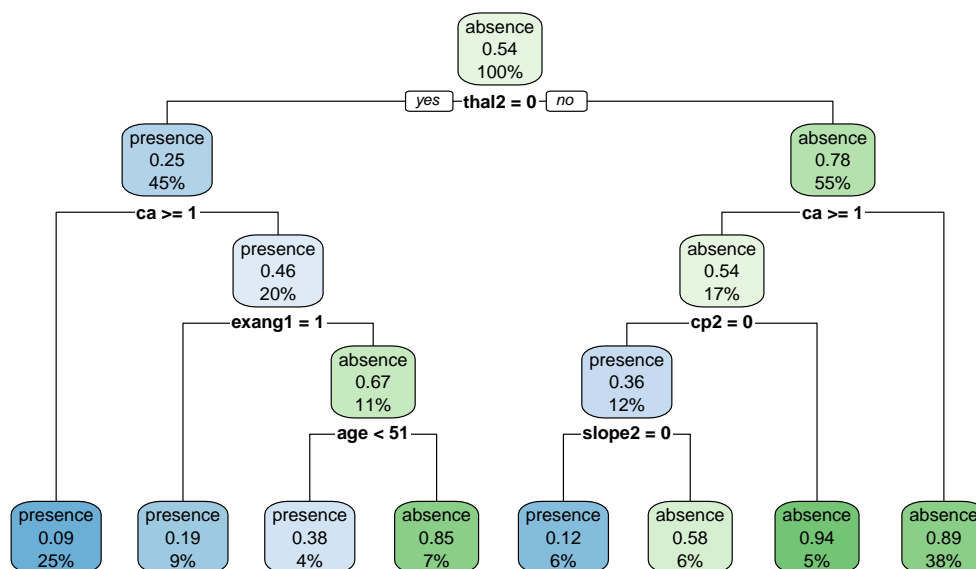 absence
0.54
100%
yes thal2 = 0 no
presence
0.25
45%
absence
0.78
55%
ca >= 1
ca >= 1
presence
0.46
20%
absence
0.54
17%
exang1 = 1
cp2 = 0
absence
0.67
11%
presence
0.36
12%
age < 51
slope2 = 0
presence
0.09
25%
presence
0.19
9%
presence
0.38
4%
absence
0.85
7%
presence
0.12
6%
absence
0.58
6%
absence
0.94
5%
absence
0.89
38%